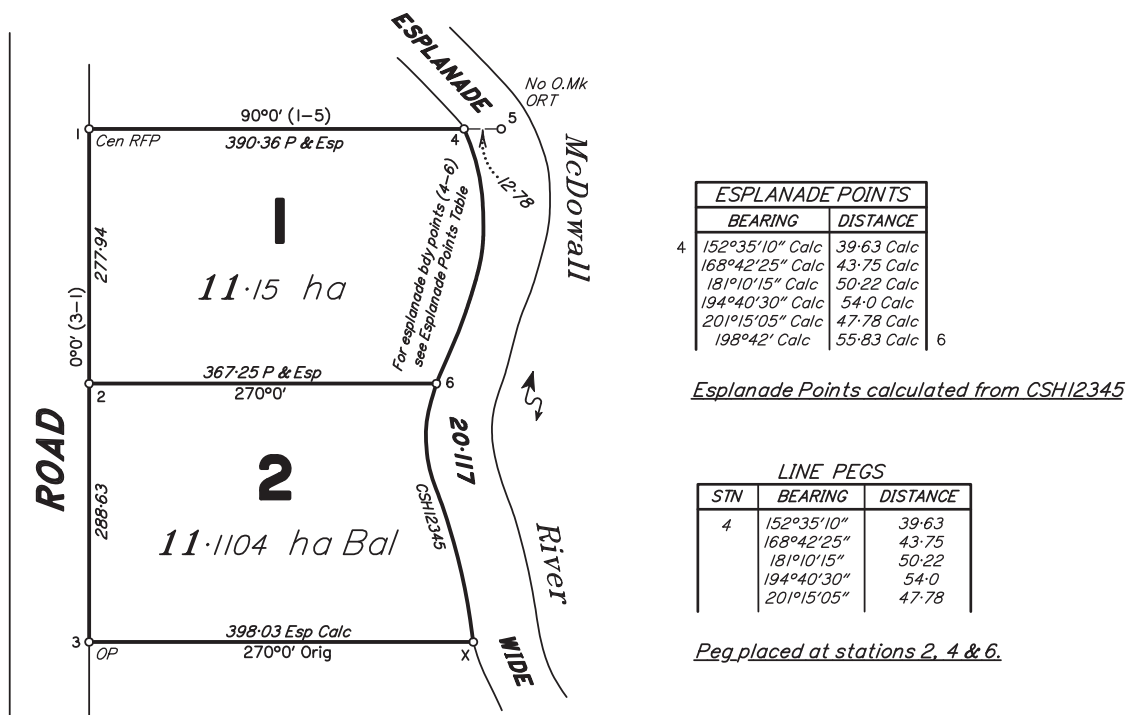 ESPLANADE
No O.Mk
ORT
5
90°0' (1-5)
1
Cen RFP
390·36 P & Esp
4
12·78
McDowall
For esplanade bdy points (4-6)
see Esplanade Points Table
1
11·15 ha
277·94
0°0' (3-1)
367·25 P & Esp
2
270°0'
6
ROAD
2
11·1104 ha Bal
288·63
20·117
CSH12345
River
398·03 Esp Calc
3
OP
270°0' Orig
X
WIDE
ESPLANADE POINTS
BEARING DISTANCE
4 152°35'10" Calc 39·63 Calc
168°42'25" Calc 43·75 Calc
181°10'15" Calc 50·22 Calc
194°40'30" Calc 54·0 Calc
201°15'05" Calc 47·78 Calc
198°42' Calc 55·83 Calc 6
Esplanade Points calculated from CSH12345
LINE PEGS
STN BEARING DISTANCE
4 152°35'10" 39·63
168°42'25" 43·75
181°10'15" 50·22
194°40'30" 54·0
201°15'05" 47·78
Peg placed at stations 2, 4 & 6.